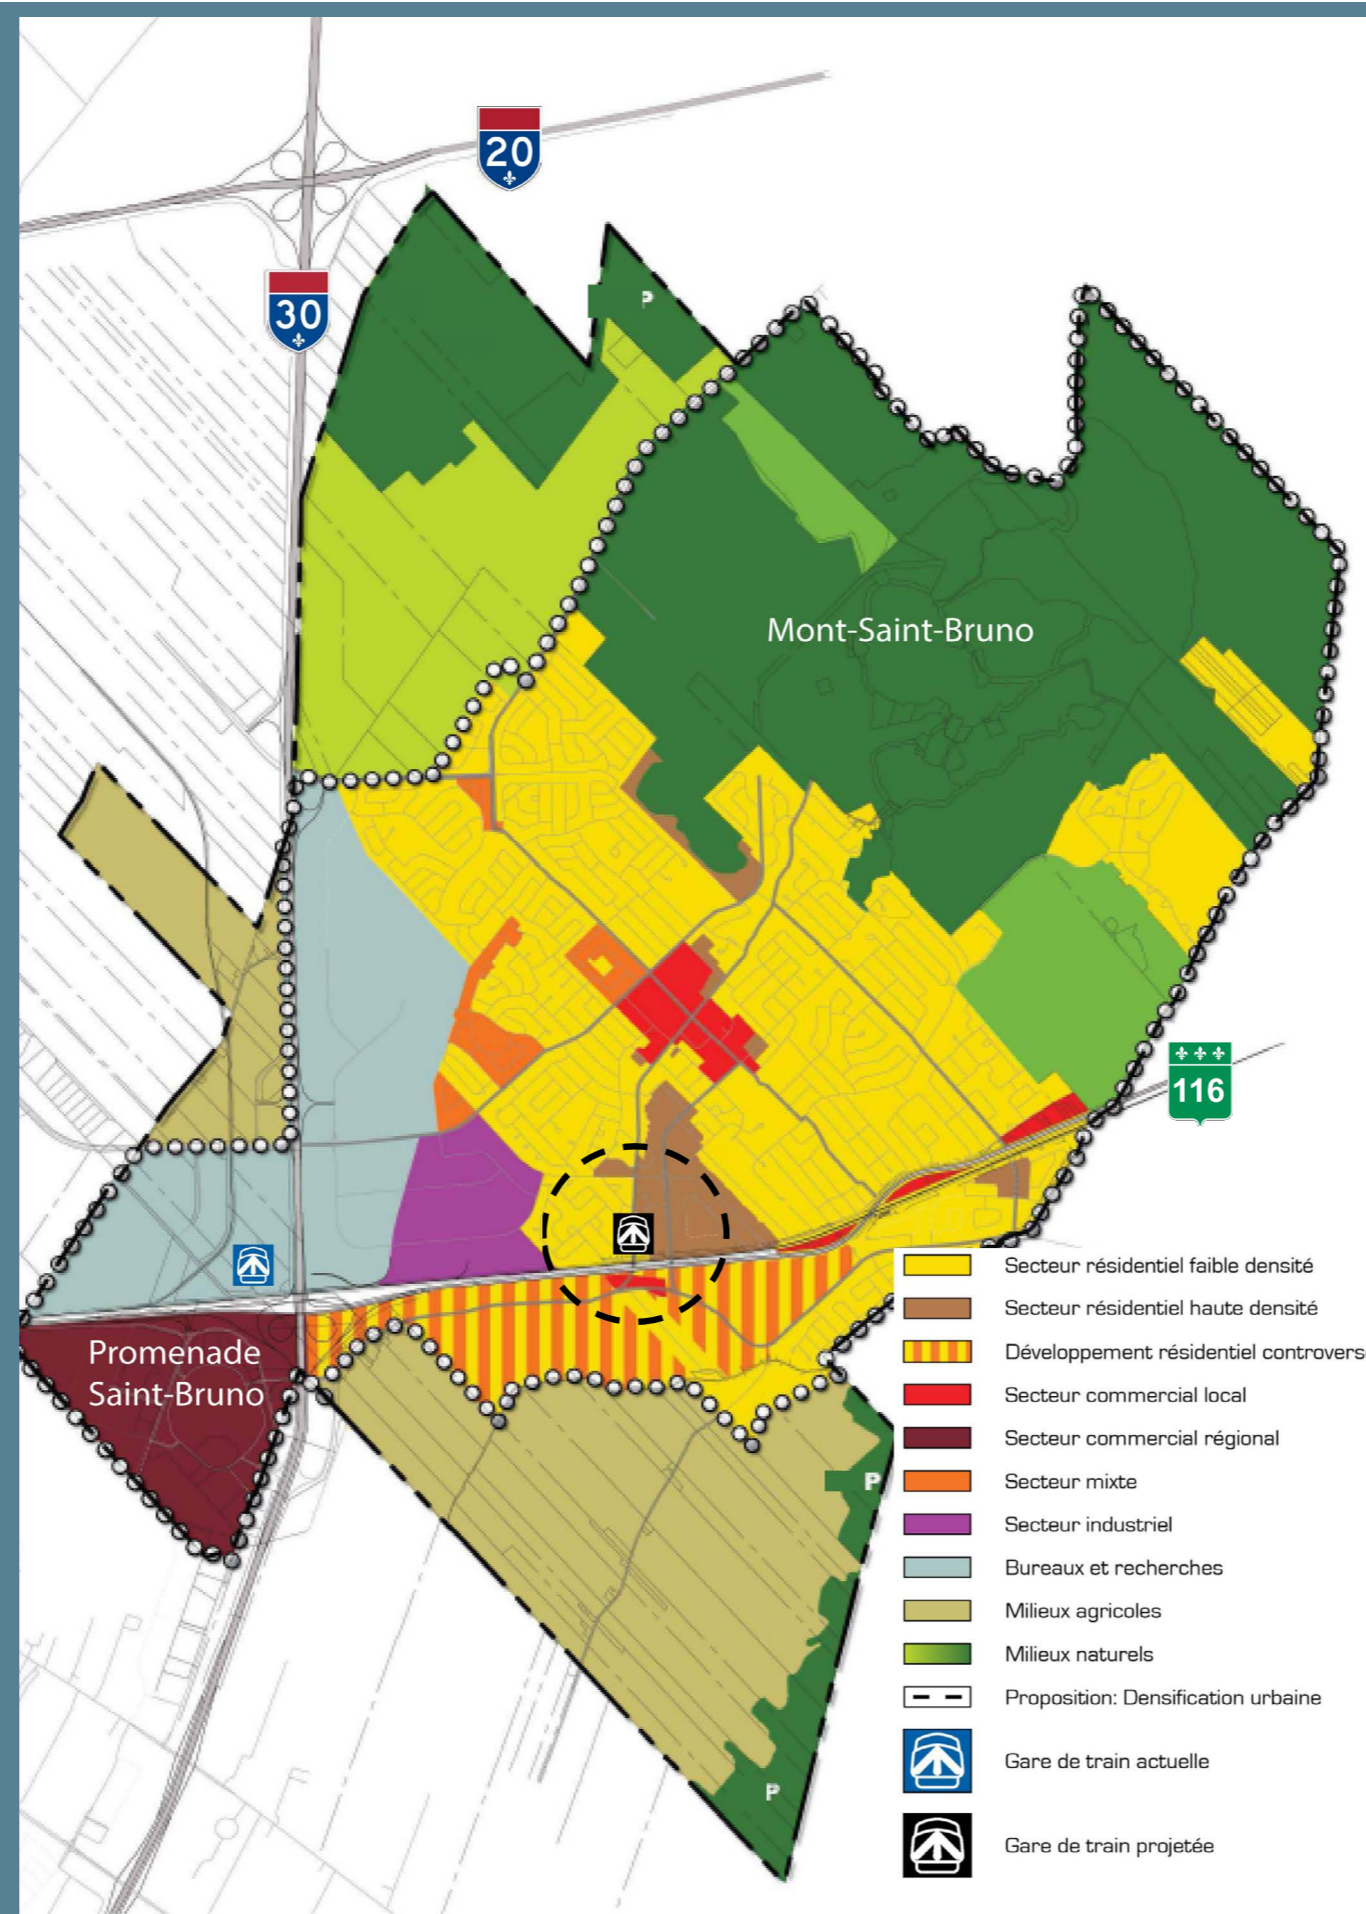 20
30
P
Mont-Saint-Bruno
116
Promenade
Saint-Bruno
Secteur résidentiel faible densité
Secteur résidentiel haute densité
Développement résidentiel controvers
Secteur commercial local
Secteur commercial régional
P
Secteur mixte
Secteur industriel
Bureaux et recherches
Milieux agricoles
Milieux naturels
Proposition: Densification urbaine
Gare de train actuelle
P
Gare de train projetée